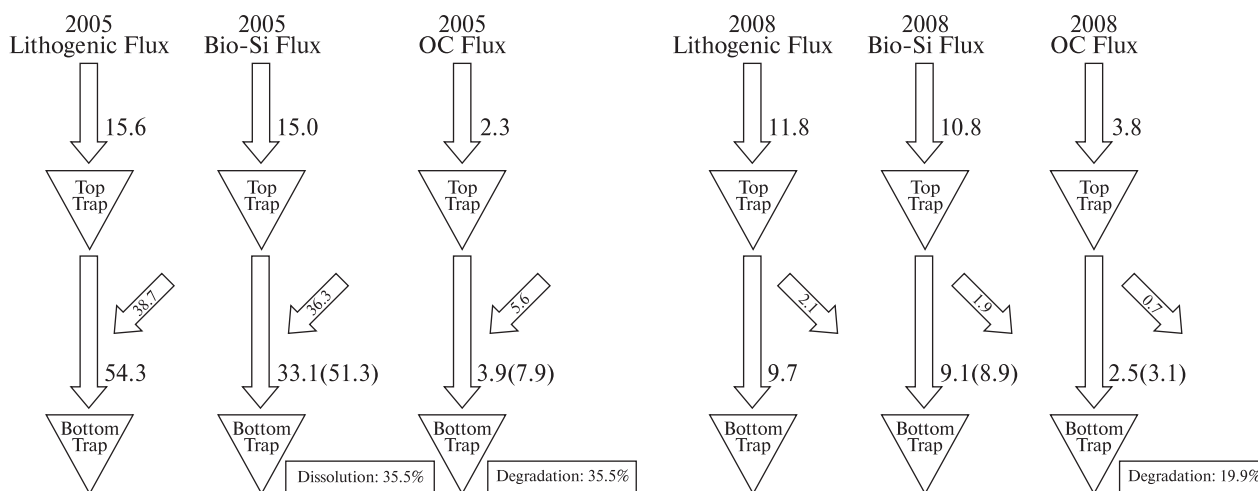 2005
Lithogenic Flux
15.6
Top
Trap
38.7
54.3
Bottom
Trap
2005
Bio-Si Flux
15.0
Top
Trap
36.3
33.1(51.3)
Bottom
Trap
Dissolution: 35.5%
2005
OC Flux
2.3
Top
Trap
5.6
3.9(7.9)
Bottom
Trap
Degradation: 35.5%
2008
Lithogenic Flux
11.8
Top
Trap
2.1
9.7
Bottom
Trap
2008
Bio-Si Flux
10.8
Top
Trap
1.9
9.1(8.9)
Bottom
Trap
2008
OC Flux
3.8
Top
Trap
0.7
2.5(3.1)
Bottom
Trap
Degradation: 19.9%